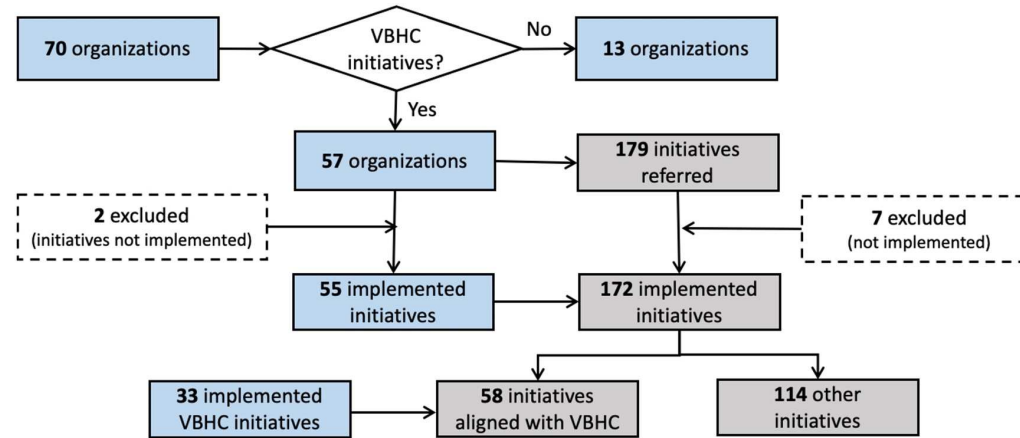 70 organizations
VBHC
initiatives?
No
13 organizations
Yes
57 organizations
179 initiatives
referred
2 excluded
(initiatives not implemented)
7 excluded
(not implemented)
55 implemented
initiatives
172 implemented
initiatives
33 implemented
VBHC initiatives
58 initiatives
aligned with VBHC
114 other
initiatives